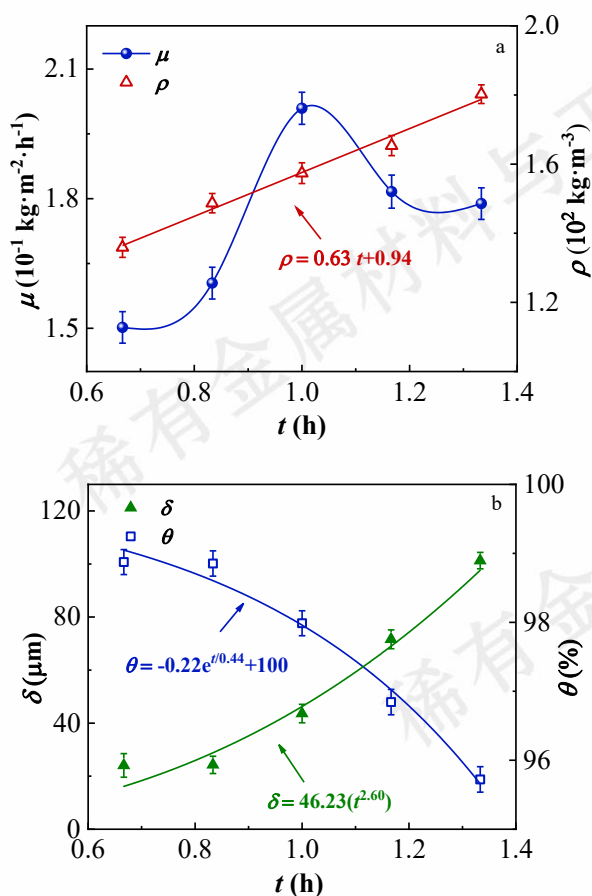 a
μ
ρ
μ (10⁻¹ kg·m⁻²·h⁻¹)
2.1
1.8
1.5
2.0
1.6
1.2
ρ (10² kg·m⁻³)
ρ = 0.63 t+0.94
0.6 0.8 1.0 1.2 1.4
t (h)
b
δ
θ
δ (μm)
120
80
40
0
100
98
96
θ (%)
θ = -0.22e^{t/0.44}+100
δ = 46.23(t^{2.60})
0.6 0.8 1.0 1.2 1.4
t (h)
稀有金属材料与
稀有金